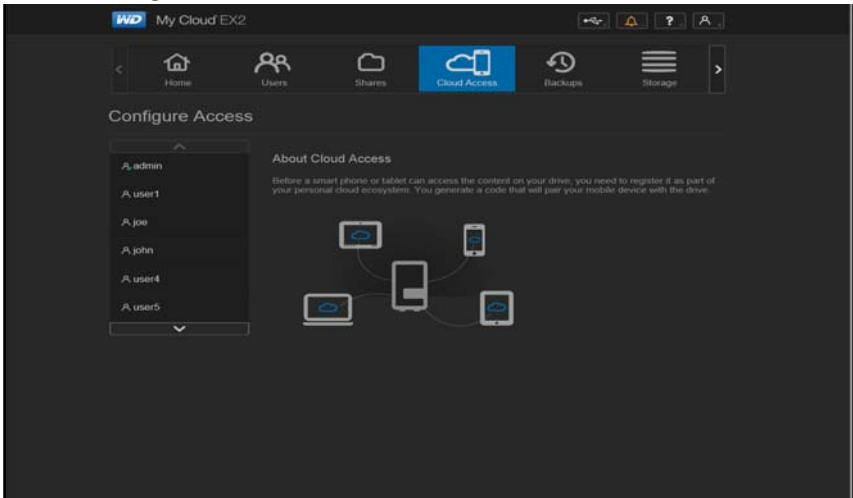 WD My Cloud EX2
?
Home Users Shares Cloud Access Backups Storage
Configure Access
admin
user1
joe
john
user4
user5
About Cloud Access
Before a smart phone or tablet can access the content on your drive, you need to register it as part of
your personal cloud ecosystem. You generate a code that will pair your mobile device with the drive.